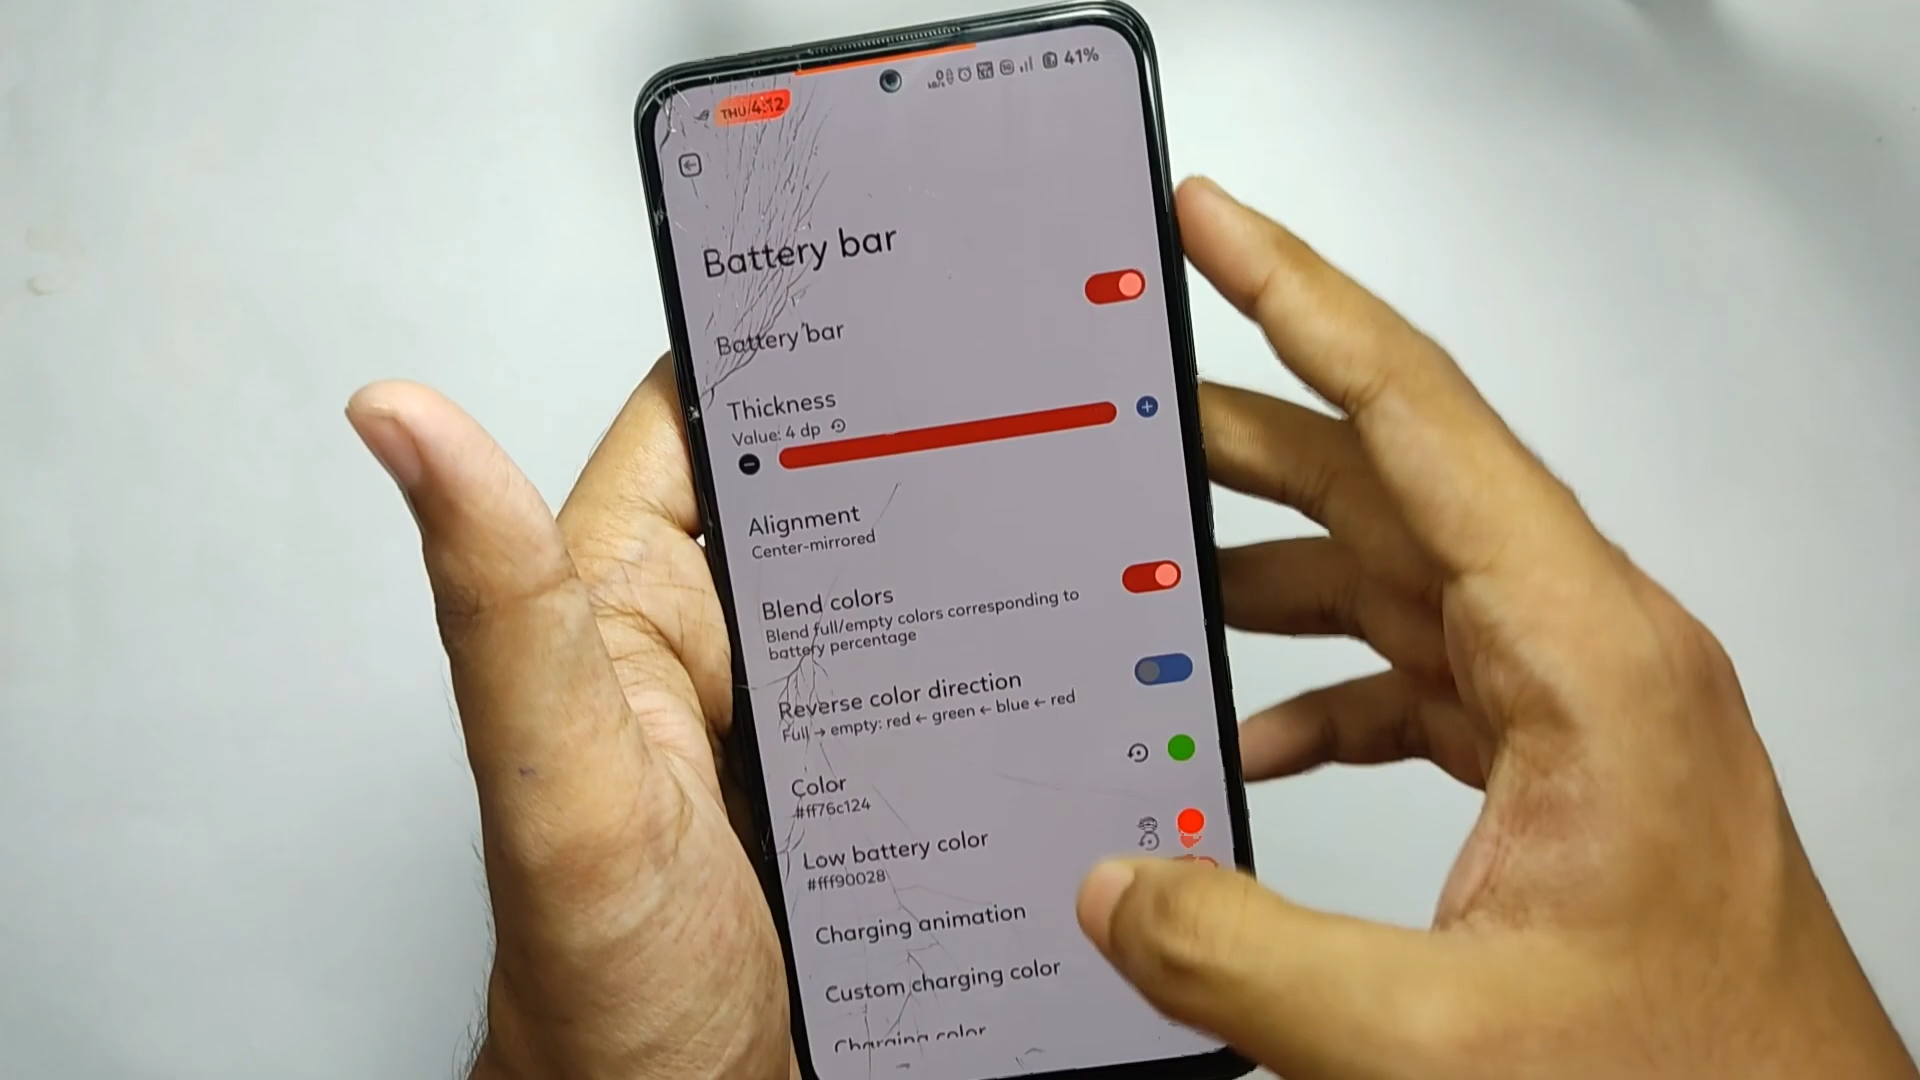 THU 4:12
41%
Battery bar
Battery bar
Thickness
Value: 4 dp
Alignment
Center-mirrored
Blend colors
Blend full/empty colors corresponding to
battery percentage
Reverse color direction
Full → empty: red ← green ← blue ← red
Color
#ff76c124
Low battery color
#fff90028
Charging animation
Custom charging color
Charging color